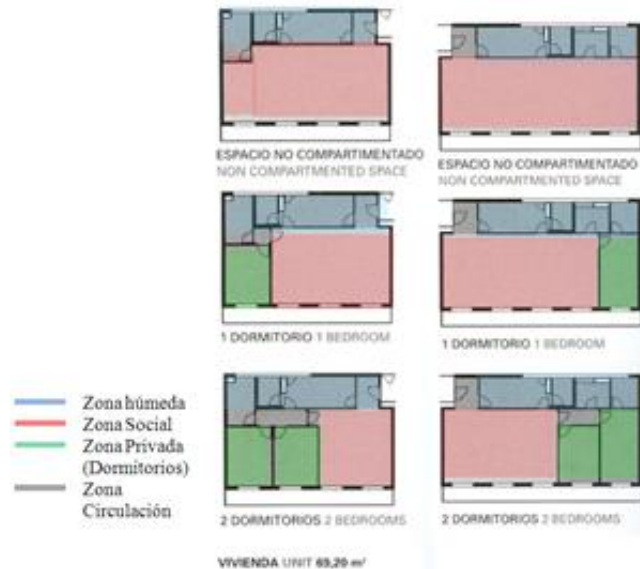 ESPACIO NO COMPARTIMENTADO
NON COMPARTMENTED SPACE
ESPACIO NO COMPARTIMENTADO
NON COMPARTMENTED SPACE
1 DORMITORIO 1 BEDROOM
1 DORMITORIO 1 BEDROOM
Zona húmeda
Zona Social
Zona Privada
(Dormitorios)
Zona
Circulación
2 DORMITORIOS 2 BEDROOMS
2 DORMITORIOS 2 BEDROOMS
VIVIENDA UNIT 69,20 m²